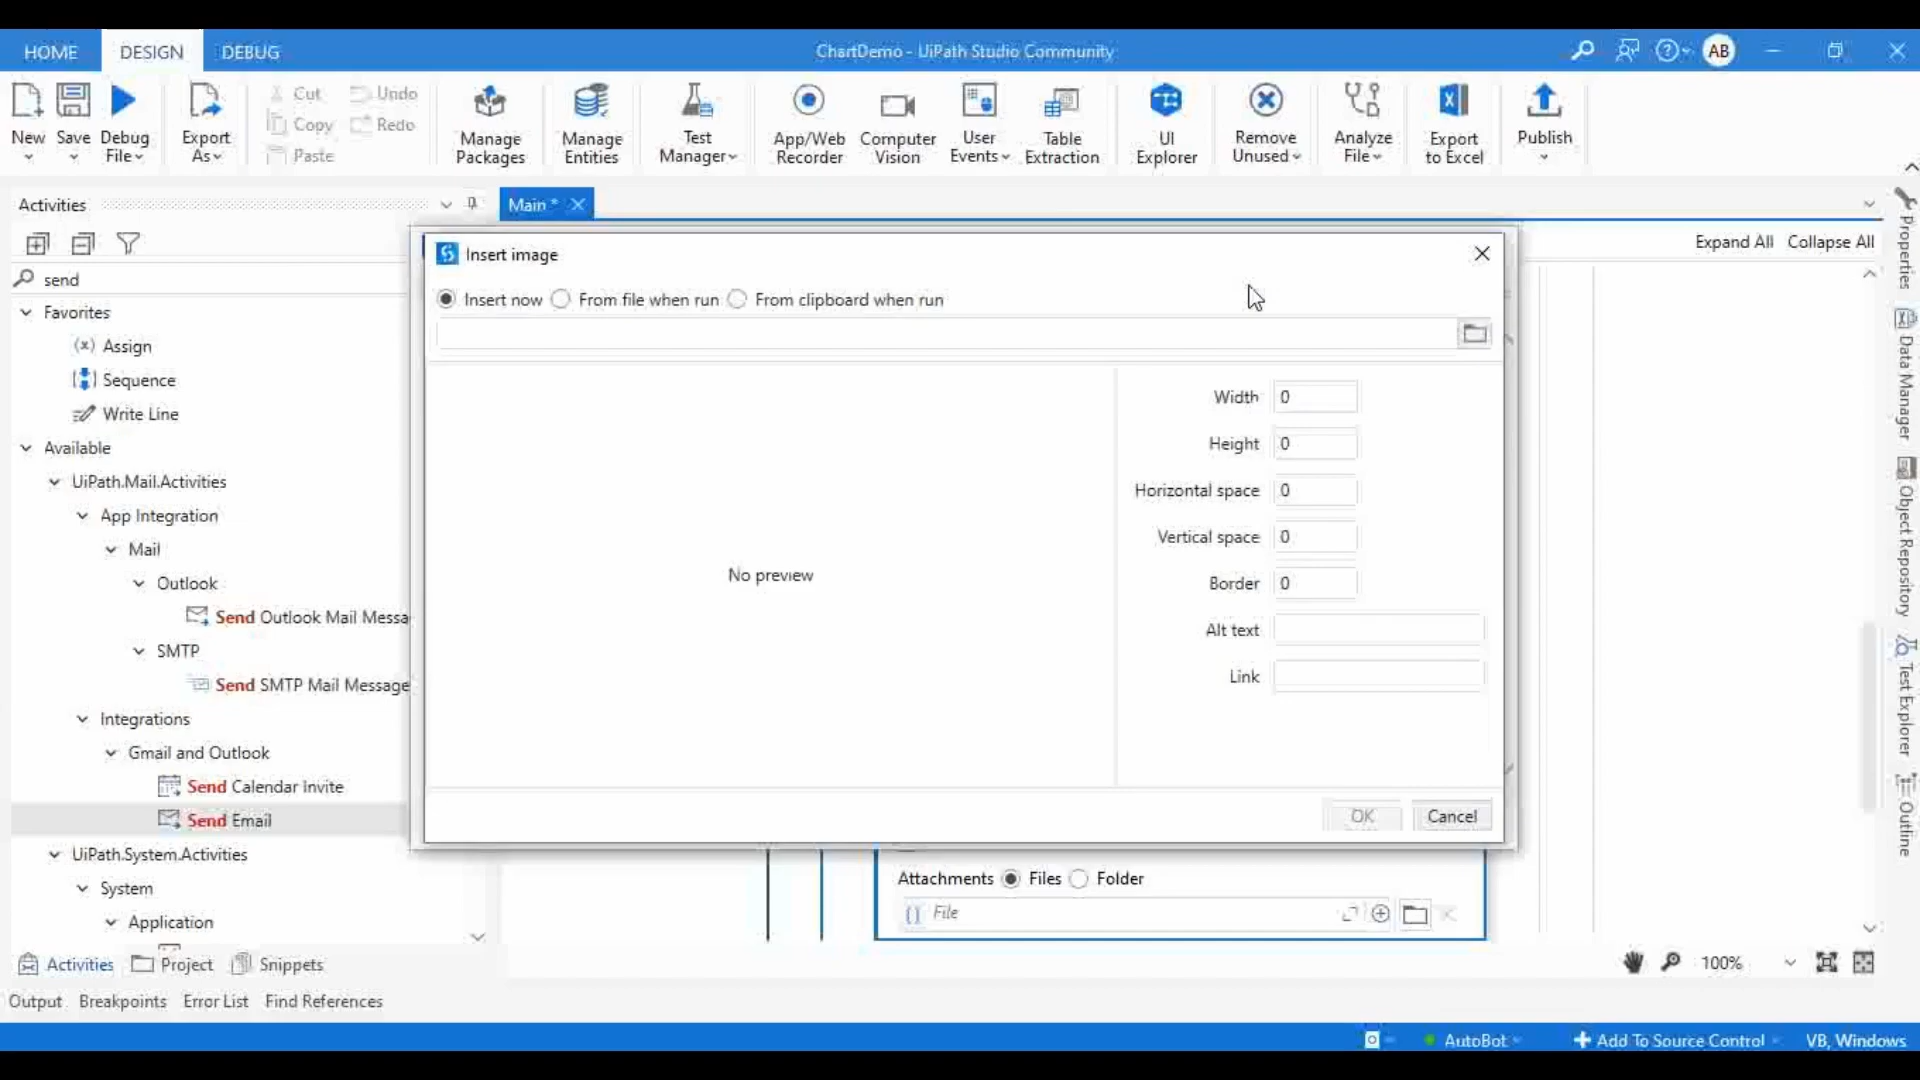 HOME DESIGN DEBUG ChartDemo - UiPath Studio Community AB
New Save Debug File Export As Cut Copy Paste Undo Redo Manage Packages Manage Entities Test Manager App/Web Recorder Computer Vision User Events Table Extraction UI Explorer Remove Unused Analyze File Export to Excel Publish
Activities
Main *
Expand All Collapse All
send
Favorites
(x) Assign
Sequence
Write Line
Available
UiPath.Mail.Activities
App Integration
Mail
Outlook
Send Outlook Mail Messa
SMTP
Send SMTP Mail Message
Integrations
Gmail and Outlook
Send Calendar Invite
Send Email
UiPath.System.Activities
System
Application
Insert image
Insert now From file when run From clipboard when run
No preview
Width 0
Height 0
Horizontal space 0
Vertical space 0
Border 0
Alt text
Link
OK Cancel
Attachments Files Folder
File
Properties
Data Manager
Object Repository
Test Explorer
Outline
Activities Project Snippets
100%
Output Breakpoints Error List Find References
AutoBot Add To Source Control VB, Windows